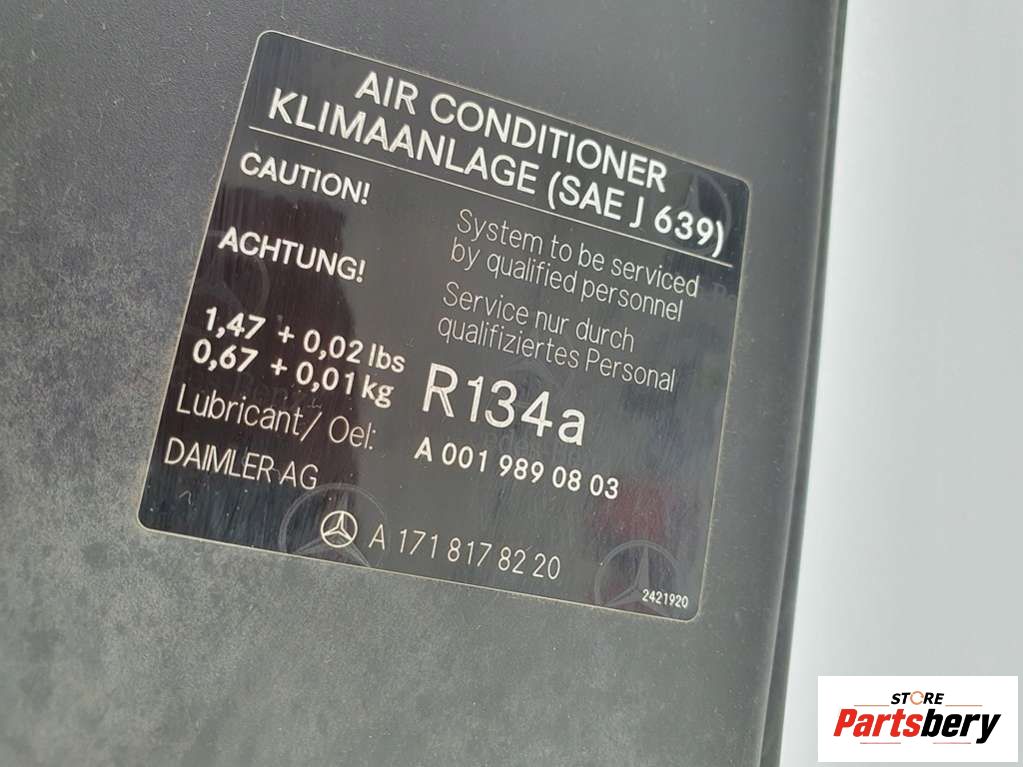 AIR CONDITIONER
KLIMAANLAGE (SAE J 639)
CAUTION!
System to be serviced
by qualified personnel
ACHTUNG!
Service nur durch
qualifiziertes Personal
1,47 + 0,02 lbs
0,67 + 0,01 kg
R134a
Lubricant/ Oel:
A 001 989 08 03
DAIMLER-AG
A 171 817 82 20
2421920
STORE
Partsbery